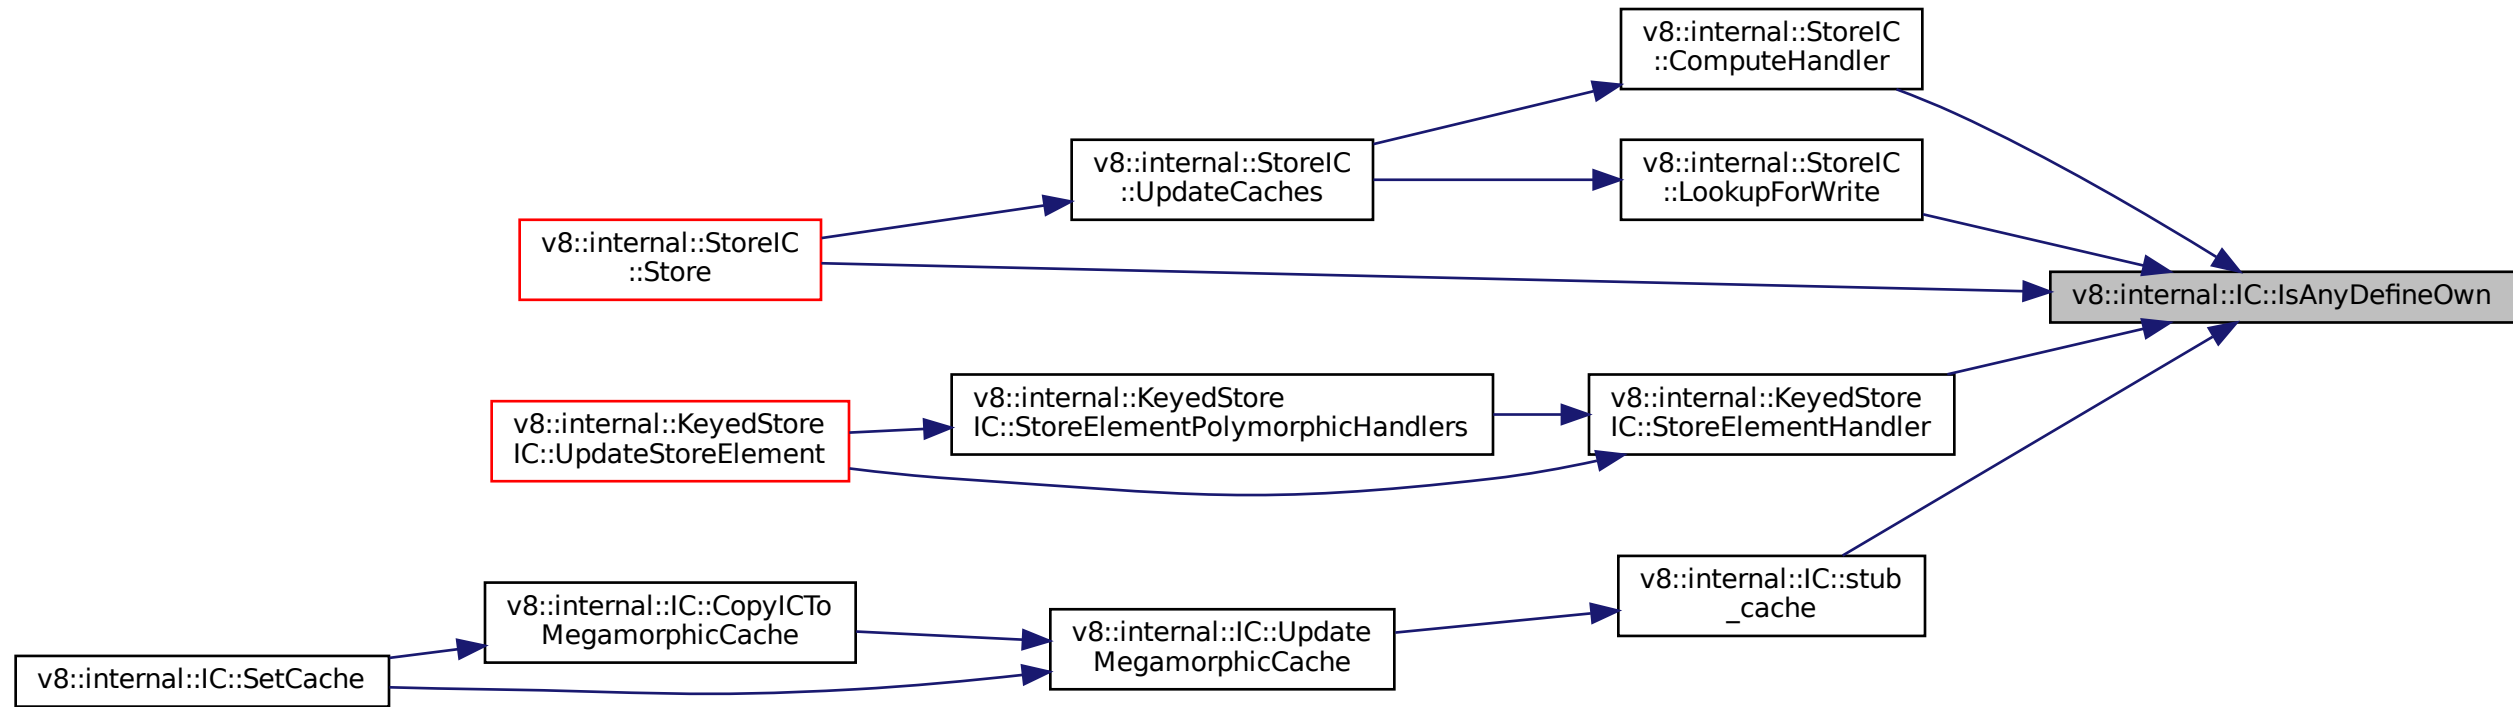 v8::internal::StoreIC
::ComputeHandler
v8::internal::StoreIC
::UpdateCaches
v8::internal::StoreIC
::LookupForWrite
v8::internal::StoreIC
::Store
v8::internal::IC::IsAnyDefineOwn
v8::internal::KeyedStore
IC::UpdateStoreElement
v8::internal::KeyedStore
IC::StoreElementPolymorphicHandlers
v8::internal::KeyedStore
IC::StoreElementHandler
v8::internal::IC::stub
_cache
v8::internal::IC::CopyICTo
MegamorphicCache
v8::internal::IC::Update
MegamorphicCache
v8::internal::IC::SetCache